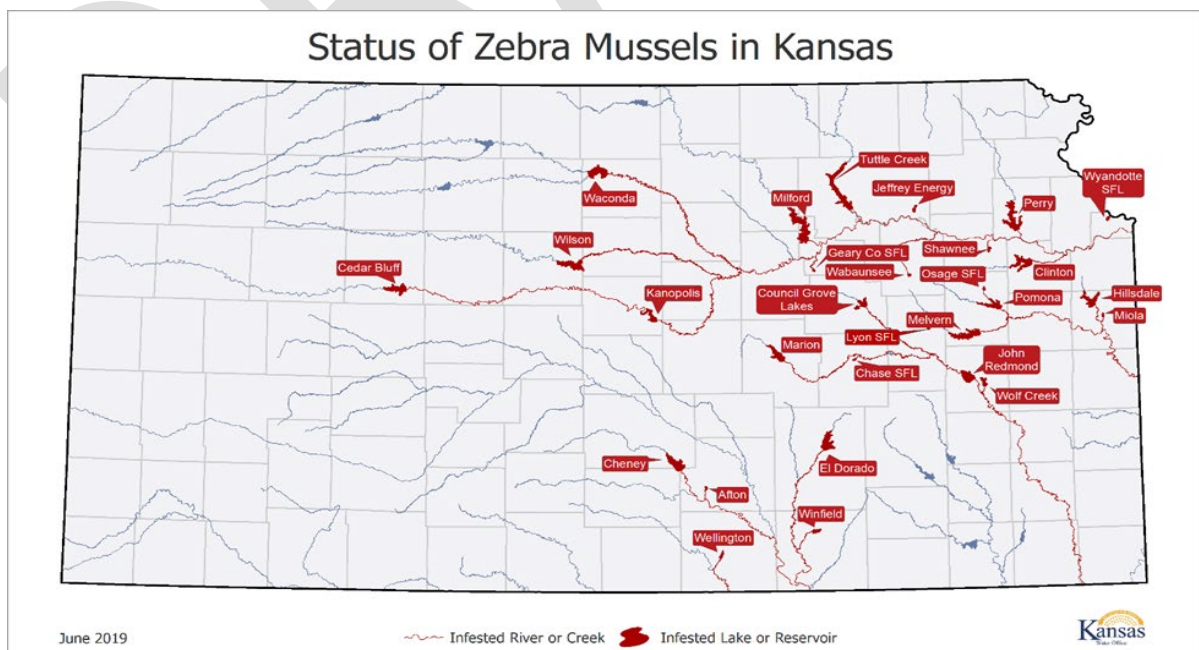 Status of Zebra Mussels in Kansas
Tuttle Creek
Jeffrey Energy
Wyandotte
SFL
Waconda
Milford
Perry
Wilson
Geary Co SFL
Shawnee
Cedar Bluff
Wabaunsee
Osage SFL
Clinton
Kanopolis
Council Grove
Lakes
Pomona
Hillsdale
Melvern
Miola
Lyon SFL
Marion
John
Redmond
Chase SFL
Wolf Creek
Cheney
El Dorado
Afton
Winfield
Wellington
June 2019
Infested River or Creek
Infested Lake or Reservoir
Kansas
Water Office